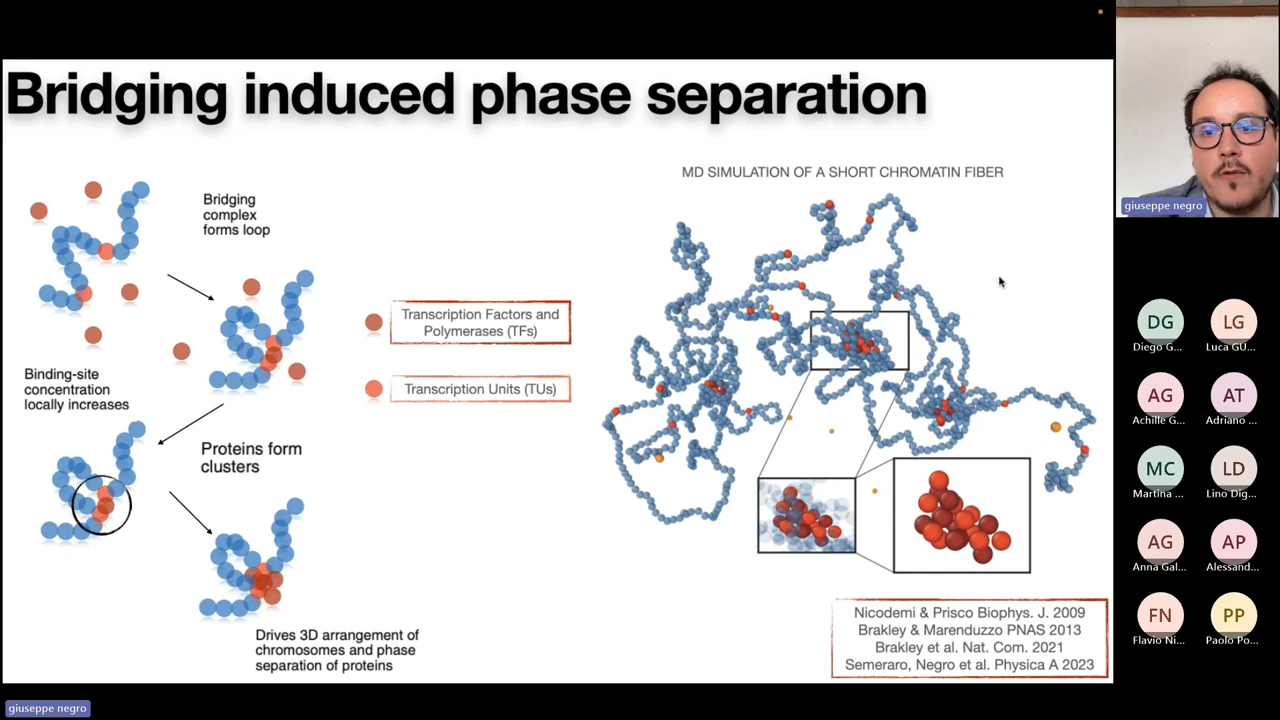 Bridging induced phase separation
MD SIMULATION OF A SHORT CHROMATIN FIBER
Bridging
complex
forms loop
Transcription Factors and
Polymerases (TFs)
Transcription Units (TUs)
Binding-site
concentration
locally increases
Proteins form
clusters
Drives 3D arrangement of
chromosomes and phase
separation of proteins
Nicodemi & Prisco Biophys. J. 2009
Brakley & Marenduzzo PNAS 2013
Brakley et al. Nat. Com. 2021
Semeraro, Negro et al. Physica A 2023
giuseppe negro
giuseppe negro
DG
LG
Diego G...
Luca GU...
AG
AT
Achille G...
Adriano ...
MC
LD
Martina ...
Lino Dig...
AG
AP
Anna Gal...
Alessand...
FN
PP
Flavio Ni...
Paolo Po...